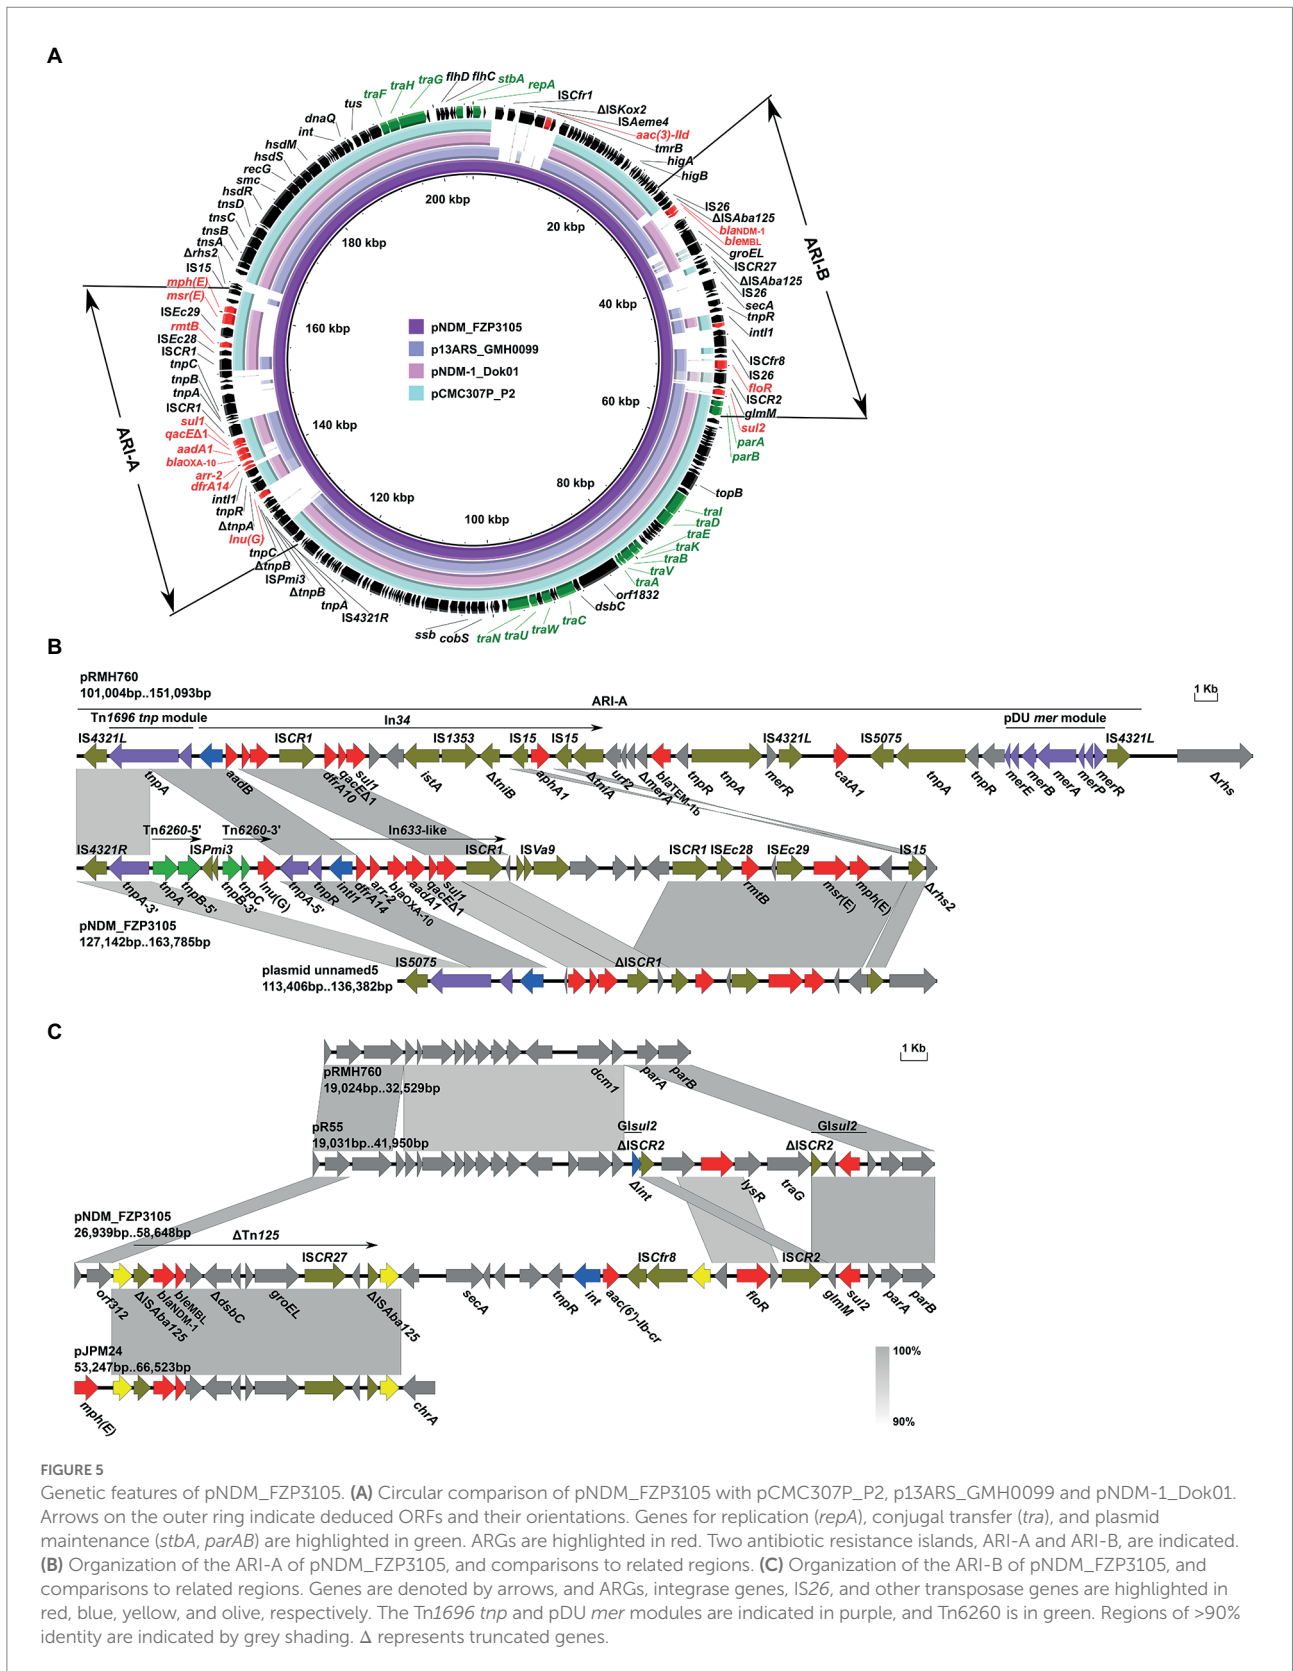 A
traF
traH
traG
flhD
flhC
stbA
repA
ISCfr1
ΔISKox2
ISAeme4
aac(3)-IId
tmrB
higA
higB
IS26
ΔISAba125
blaNDM-1
bleMBL
groEL
ISCR27
ΔISAba125
IS26
secA
tnpR
intI1
ISCfr8
IS26
floR
ISCR2
glmM
sul2
parA
parB
topB
traI
traD
traE
traK
traB
traV
traA
orf1832
dsbC
traC
traW
traU
traN
cobS
ssb
IS4321R
tnpA
ΔtnpB
ISPmi3
ΔtnpB
tnpC
lnu(G)
ΔtnpA
tnpR
intI1
dfrA14
arr-2
blaOXA-10
aadA1
qacEΔ1
sul1
ISCR1
tnpA
tnpB
tnpC
ISCR1
ISEc28
rmtB
ISEc29
msr(E)
mph(E)
IS15
Δrhs2
tnsA
tnsB
tnsC
tnsD
hsdR
smc
recG
hsdS
hsdM
int
dnaQ
tus
ARI-B
ARI-A
200 kbp
20 kbp
40 kbp
60 kbp
80 kbp
100 kbp
120 kbp
140 kbp
160 kbp
180 kbp
pNDM_FZP3105
p13ARS_GMH0099
pNDM-1_Dok01
pCMC307P_P2
B
pRMH760
101,004bp..151,093bp
ARI-A
1 Kb
Tn1696 tnp module
In34
pDU mer module
IS4321L ISCR1 IS1353 IS15 IS15 IS4321L IS5075 IS4321L
tnpA aadB dfrA10 qacEΔ1 sul1 istA ΔtniB aphA1 ΔtniA urf2 ΔmerA blaTEM-1b tnpR tnpA merR catA1 tnpA tnpR merE merB merA merP merR Δrhs
Tn6260-5' Tn6260-3' In633-like
IS4321R ISPmi3 ISCR1 ISVa9 ISCR1 ISEc28 ISEc29 IS15
tnpA-3' tnpA tnpB-5' tnpB-3' tnpC lnu(G) tnpA-5' tnpR intI1 dfrA14 arr-2 blaOXA-10 aadA1 qacEΔ1 sul1 rmtB msr(E) mph(E) Δrhs2
pNDM_FZP3105
127,142bp..163,785bp
IS5075 ΔISCR1
plasmid unnamed5
113,406bp..136,382bp
C
1 Kb
pRMH760
19,024bp..32,529bp
dcm1 parA parB
pR55
19,031bp..41,950bp
GIsul2 GIsul2
ΔISCR2 ΔISCR2
Δint lysR traG
pNDM_FZP3105
26,939bp..58,648bp
ΔTn125
ISCR27 ISCfr8 ISCR2
orf312 ΔISAba125 blaNDM-1 bleMBL ΔdsbC groEL ΔISAba125 secA tnpR int aac(6')-Ib-cr floR glmM sul2 parA parB
pJPM24
53,247bp..66,523bp
mph(E) chrA
100%
90%
FIGURE 5
Genetic features of pNDM_FZP3105. (A) Circular comparison of pNDM_FZP3105 with pCMC307P_P2, p13ARS_GMH0099 and pNDM-1_Dok01.
Arrows on the outer ring indicate deduced ORFs and their orientations. Genes for replication (repA), conjugal transfer (tra), and plasmid
maintenance (stbA, parAB) are highlighted in green. ARGs are highlighted in red. Two antibiotic resistance islands, ARI-A and ARI-B, are indicated.
(B) Organization of the ARI-A of pNDM_FZP3105, and comparisons to related regions. (C) Organization of the ARI-B of pNDM_FZP3105, and
comparisons to related regions. Genes are denoted by arrows, and ARGs, integrase genes, IS26, and other transposase genes are highlighted in
red, blue, yellow, and olive, respectively. The Tn1696 tnp and pDU mer modules are indicated in purple, and Tn6260 is in green. Regions of >90%
identity are indicated by grey shading. Δ represents truncated genes.